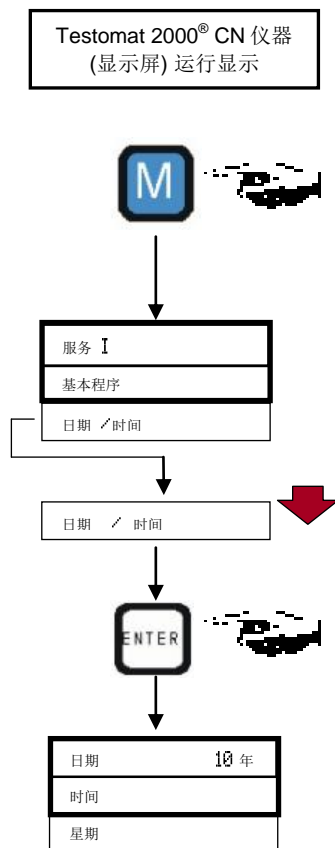 Testomat 2000® CN 仪器
(显示屏) 运行显示
M
服务 I
基本程序
日期 / 时间
日期 / 时间
ENTER
日期 10 年
时间
星期